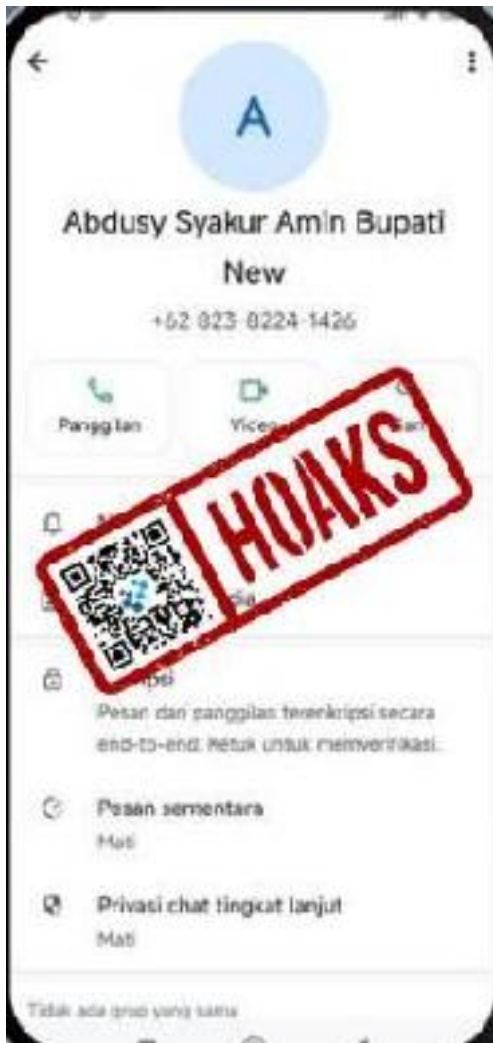 A
Abdusy Syakur Amin Bupati
New
+62 823-8224-1426
Panggilan
Video
HOAKS
Pesan dan panggilan terenkripsi secara
end-to-end. Ketuk untuk memverifikasi.
Pesan sementara
Mati
Privasi chat tingkat lanjut
Mati
Tidak ada grup yang sama